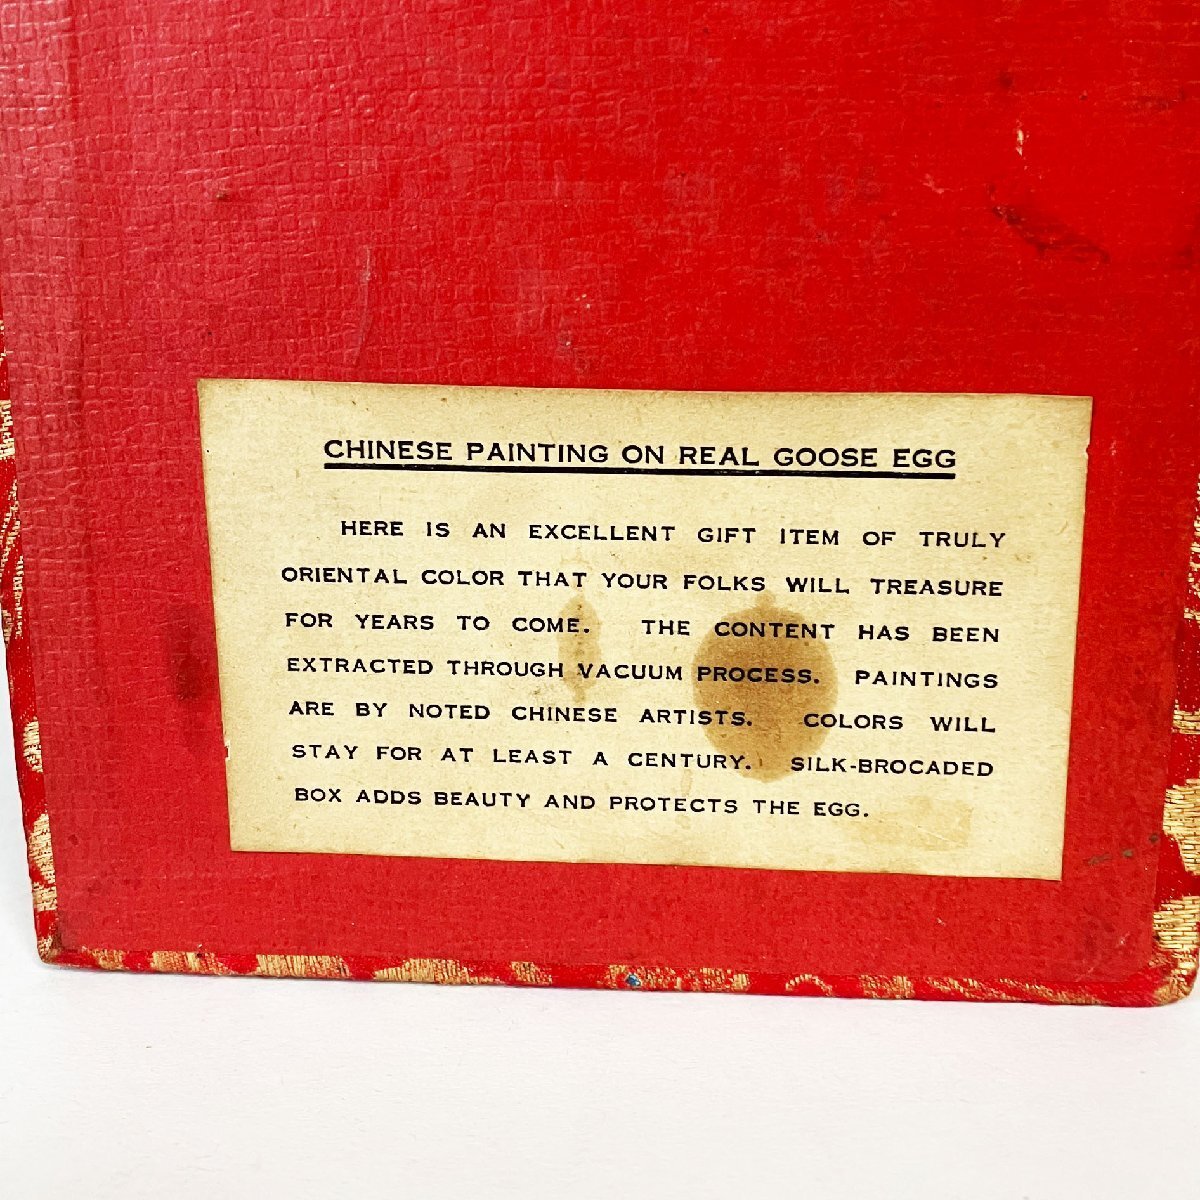 CHINESE PAINTING ON REAL GOOSE EGG
HERE IS AN EXCELLENT GIFT ITEM OF TRULY
ORIENTAL COLOR THAT YOUR FOLKS WILL TREASURE
FOR YEARS TO COME. THE CONTENT HAS BEEN
EXTRACTED THROUGH VACUUM PROCESS. PAINTINGS
ARE BY NOTED CHINESE ARTISTS. COLORS WILL
STAY FOR AT LEAST A CENTURY. SILK-BROCADED
BOX ADDS BEAUTY AND PROTECTS THE EGG.